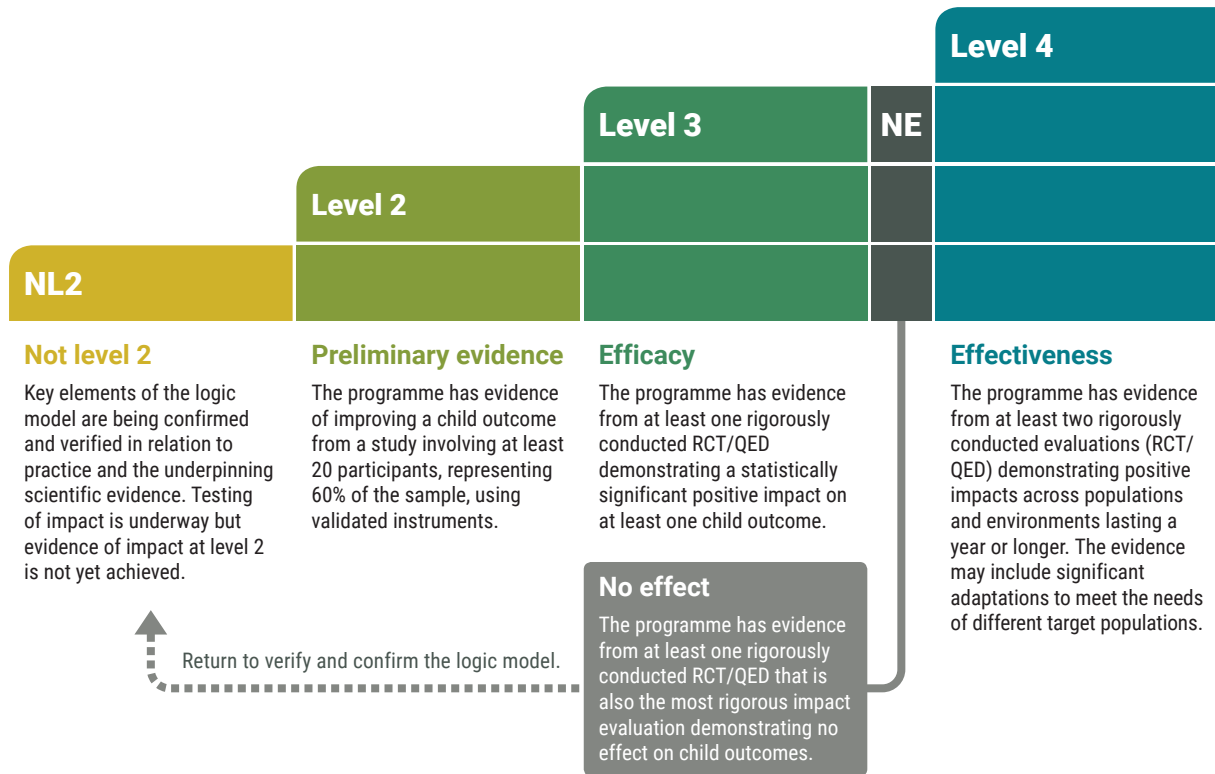 Level 4
Level 3
NE
Level 2
NL2
Not level 2
Key elements of the logic
model are being confirmed
and verified in relation to
practice and the underpinning
scientific evidence. Testing
of impact is underway but
evidence of impact at level 2
is not yet achieved.
Preliminary evidence
The programme has evidence
of improving a child outcome
from a study involving at least
20 participants, representing
60% of the sample, using
validated instruments.
Efficacy
The programme has evidence
from at least one rigorously
conducted RCT/QED
demonstrating a statistically
significant positive impact on
at least one child outcome.
Effectiveness
The programme has evidence
from at least two rigorously
conducted evaluations (RCT/
QED) demonstrating positive
impacts across populations
and environments lasting a
year or longer. The evidence
may include significant
adaptations to meet the needs
of different target populations.
No effect
The programme has evidence
from at least one rigorously
conducted RCT/QED that is
also the most rigorous impact
evaluation demonstrating no
effect on child outcomes.
Return to verify and confirm the logic model.